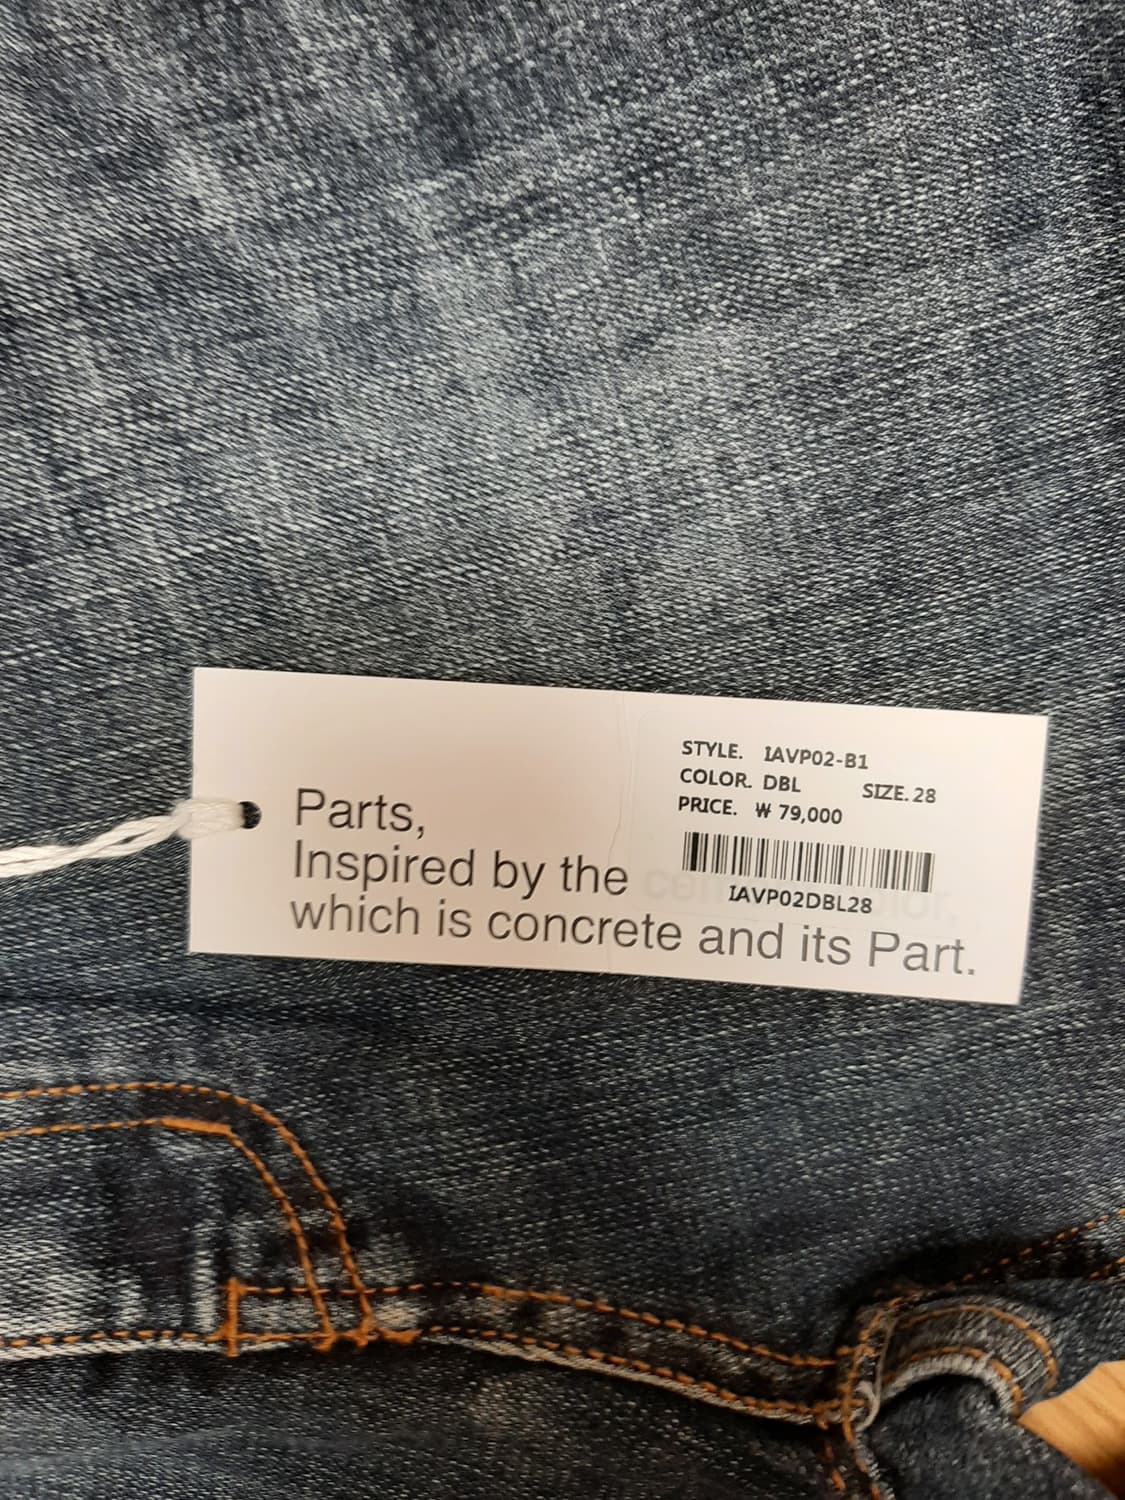 Parts,
Inspired by the
which is concrete and its Part.
STYLE. IAVP02-B1
COLOR. DBL SIZE. 28
PRICE. ₩ 79,000
IAVP02DBL28